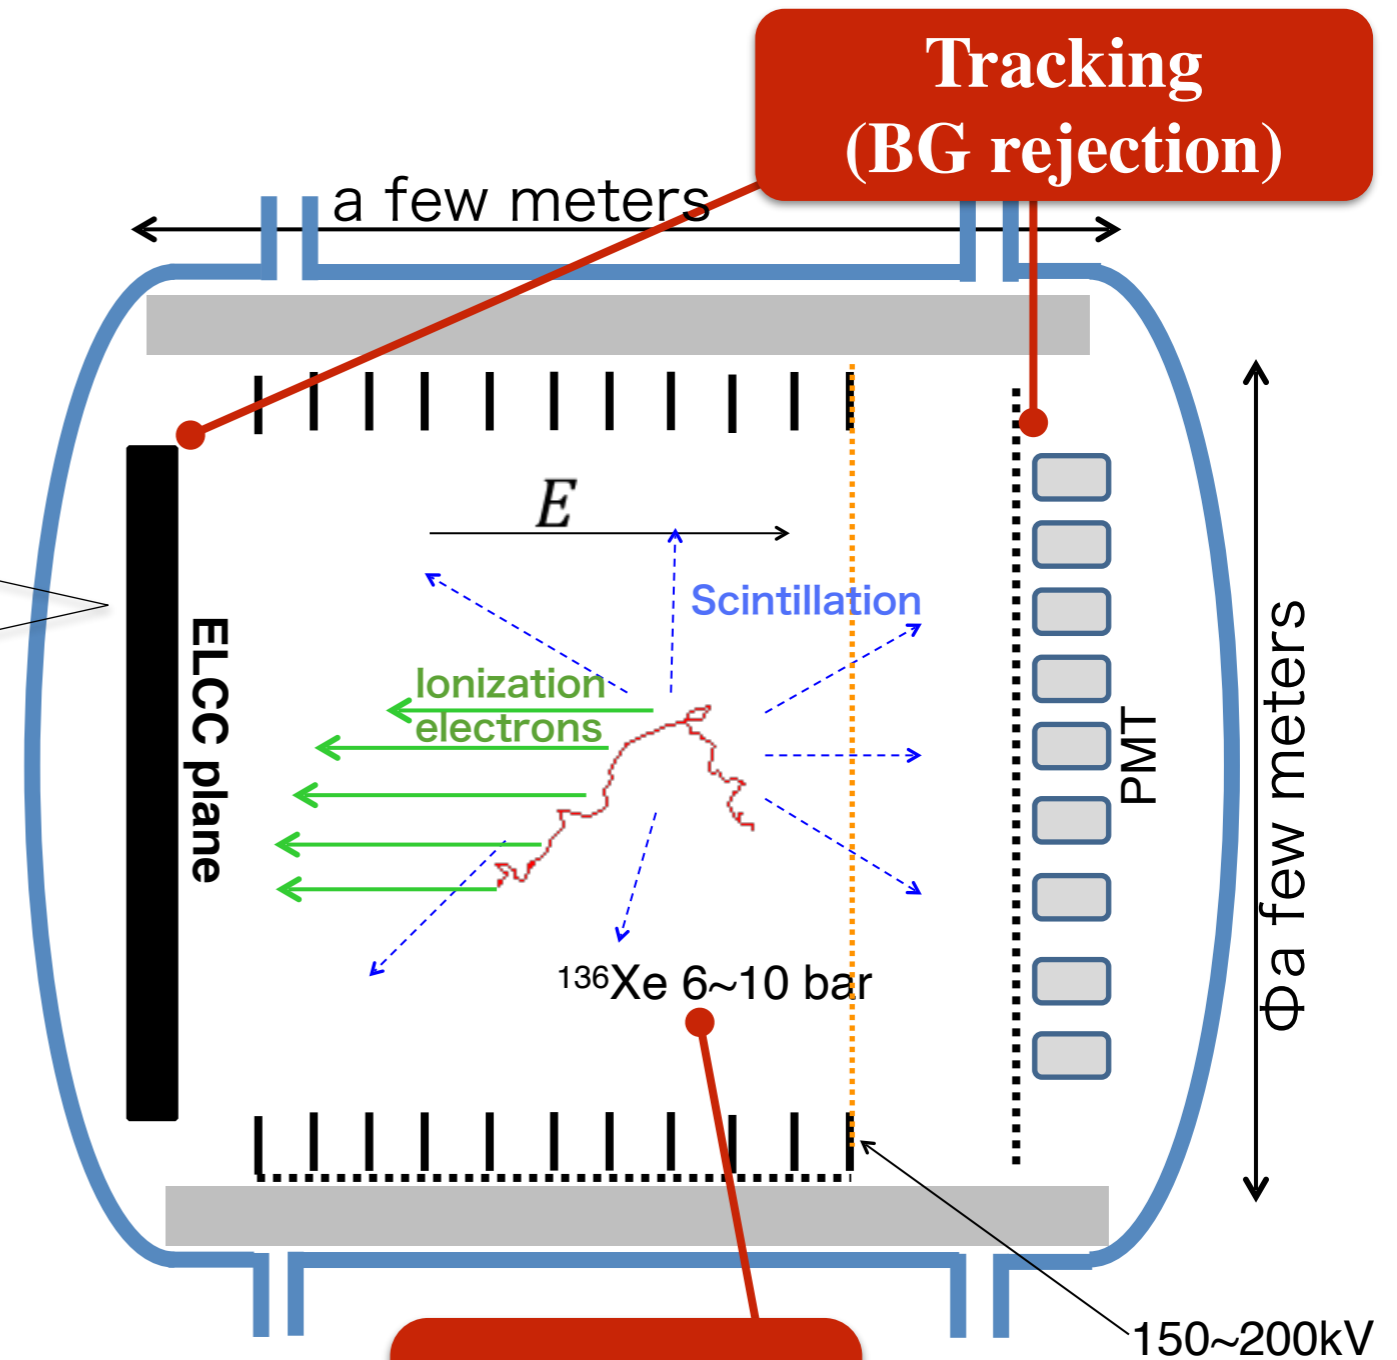 Tracking
(BG rejection)
a few meters
E
Scintillation
Ionization
electrons
ELCC plane
PMT
Φa few meters
¹³⁶Xe 6~10 bar
150~200kV